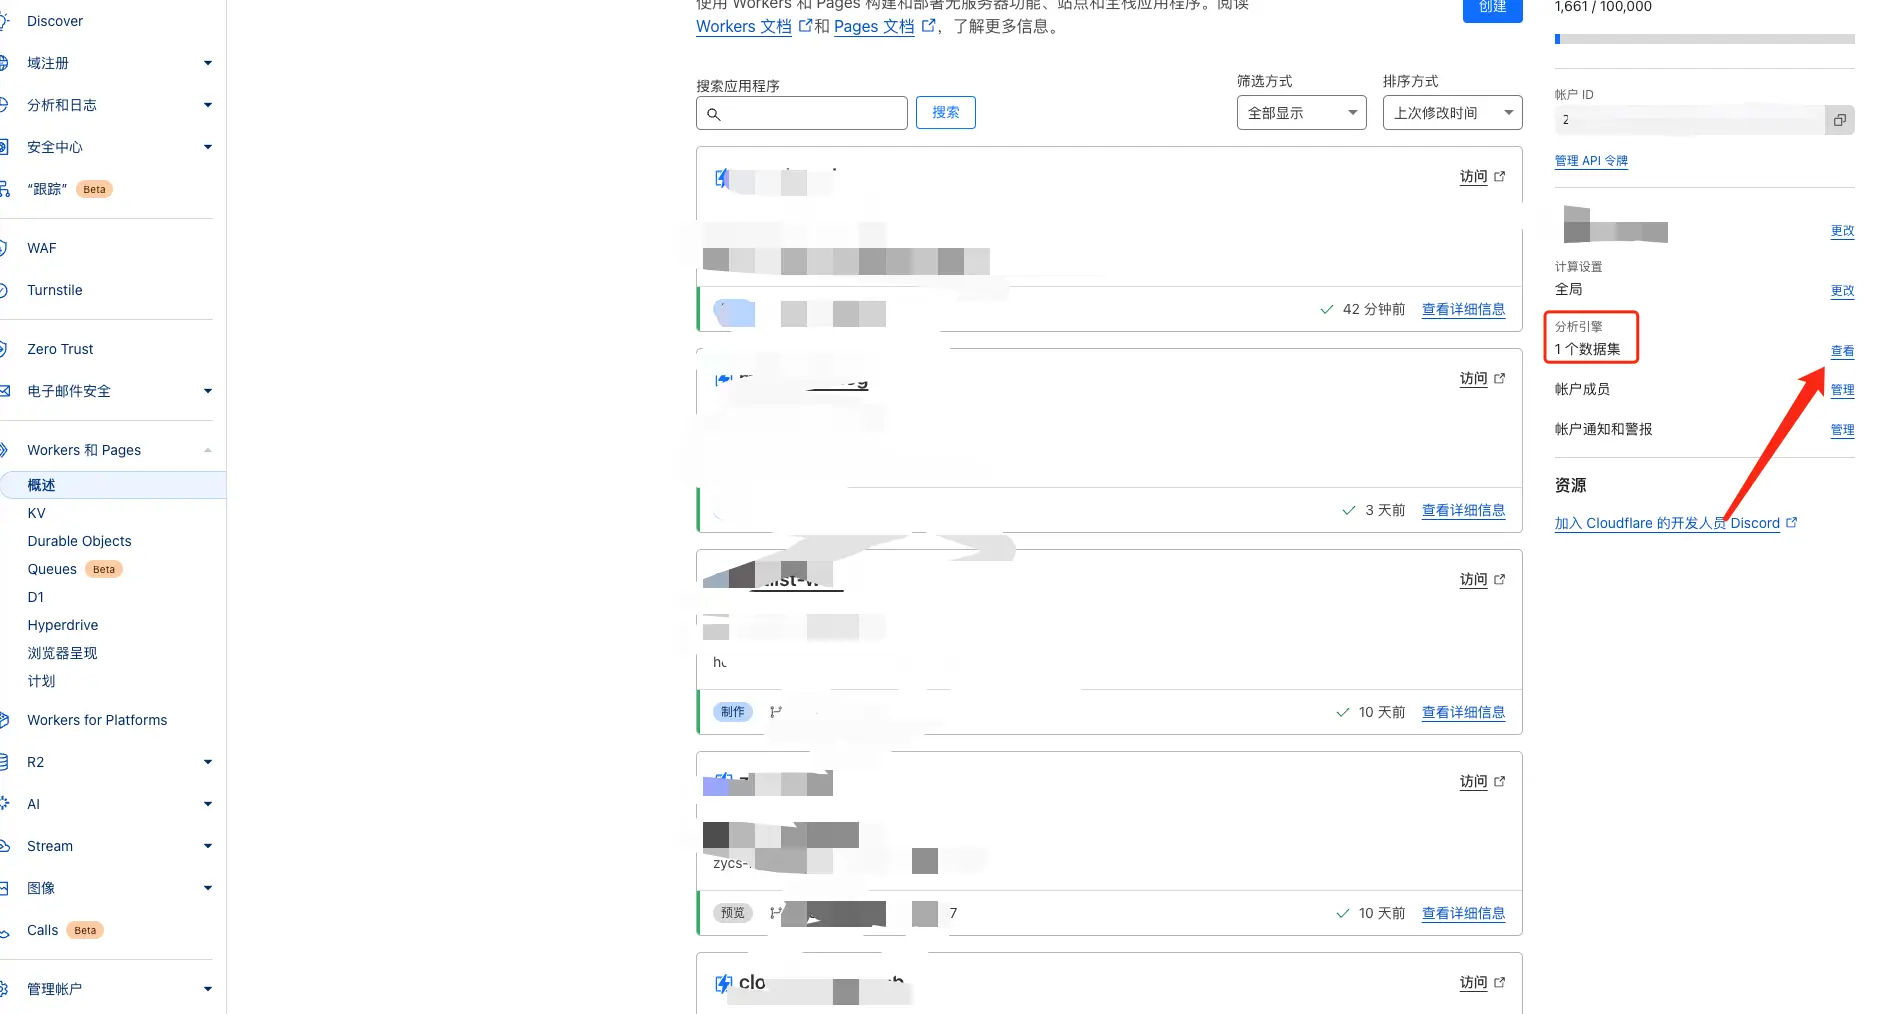 Discover
域注册
分析和日志
安全中心
“跟踪” Beta
WAF
Turnstile
Zero Trust
电子邮件安全
Workers 和 Pages
概述
KV
Durable Objects
Queues Beta
D1
Hyperdrive
浏览器呈现
计划
Workers for Platforms
R2
AI
Stream
图像
Calls Beta
管理帐户
使用 Workers 和 Pages 构建和部署无服务器功能、站点和全栈应用程序。阅读
Workers 文档 和 Pages 文档 ，了解更多信息。
创建
搜索应用程序
搜索
筛选方式
全部显示
排序方式
上次修改时间
访问
42 分钟前 查看详细信息
访问
3 天前 查看详细信息
访问
制作 10 天前 查看详细信息
访问
zycs-
预览 7 10 天前 查看详细信息
clo
访问
1,661 / 100,000
帐户 ID
2
管理 API 令牌
更改
计算设置
全局 更改
分析引擎
1 个数据集 查看
帐户成员 管理
帐户通知和警报 管理
资源
加入 Cloudflare 的开发人员 Discord